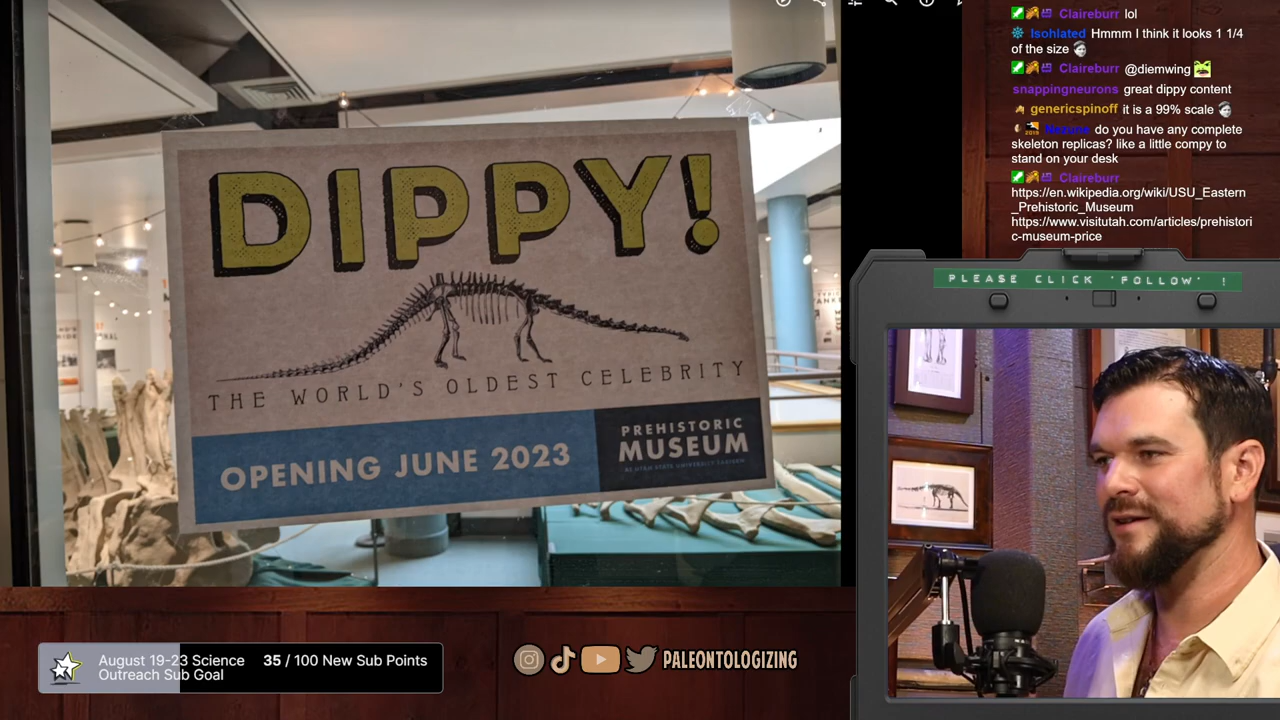 DIPPY!
THE WORLD'S OLDEST CELEBRITY
OPENING JUNE 2023
PREHISTORIC
MUSEUM
Claireburr lol
Isohlated Hmmm I think it looks 1 1/4
of the size
Claireburr @diemwing
snappingneurons great dippy content
genericspinoff it is a 99% scale
do you have any complete
skeleton replicas? like a little compy to
stand on your desk
Claireburr
https://en.wikipedia.org/wiki/USU_Eastern
_Prehistoric_Museum
https://www.visitutah.com/articles/prehistori
c-museum-price
PLEASE CLICK 'FOLLOW' !
August 19-23 Science
Outreach Sub Goal
35 / 100 New Sub Points
PALEONTOLOGIZING